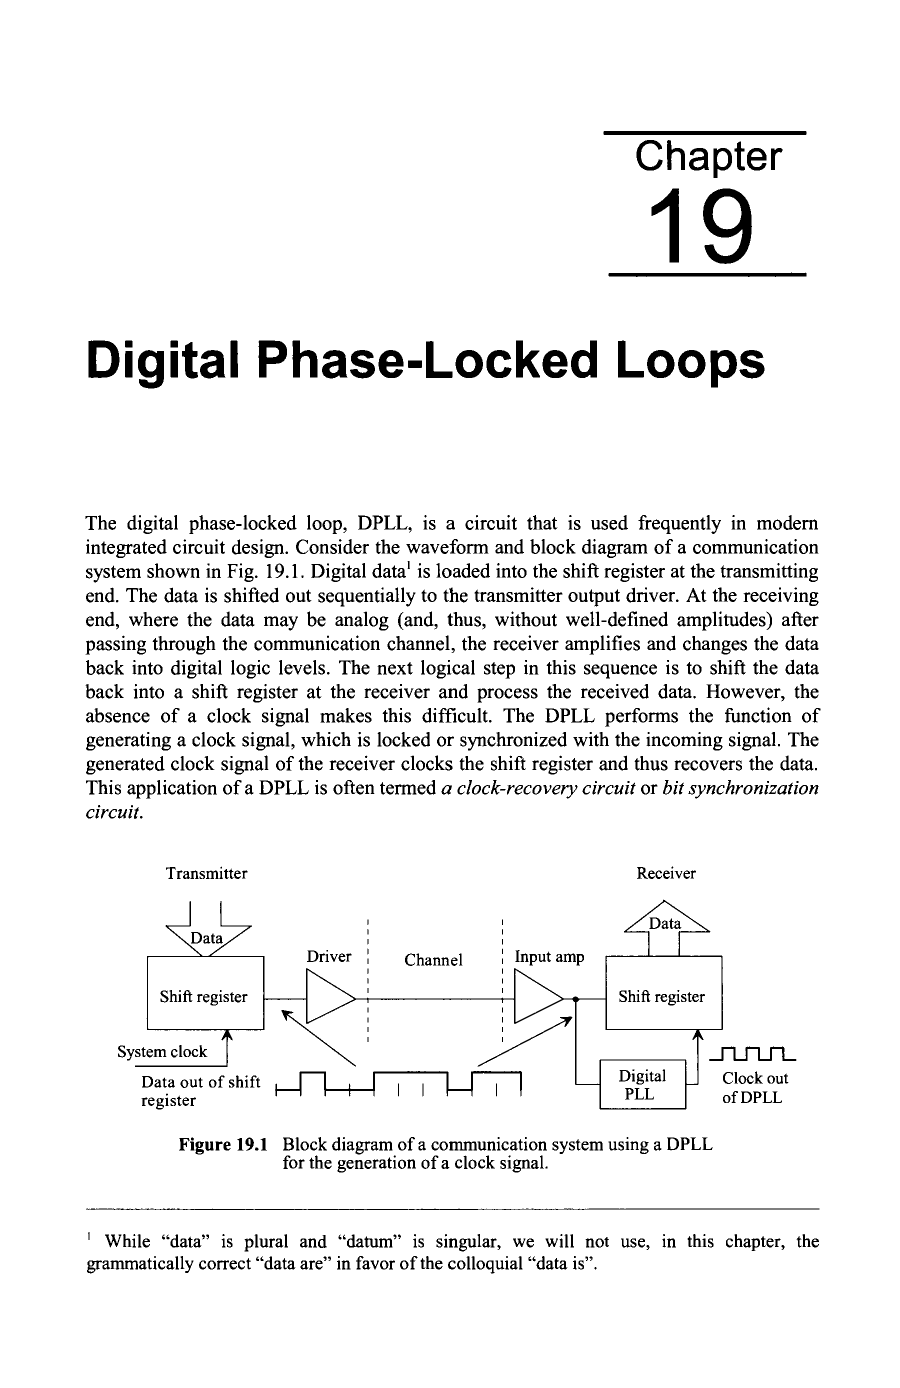 Chapter
19
Digital Phase-Locked Loops
The digital phase-locked loop, DPLL, is a circuit that is used frequently in modern
integrated circuit design. Consider the waveform and block diagram of a communication
system shown in Fig. 19.1. Digital data¹ is loaded into the shift register at the transmitting
end. The data is shifted out sequentially to the transmitter output driver. At the receiving
end, where the data may be analog (and, thus, without well-defined amplitudes) after
passing through the communication channel, the receiver amplifies and changes the data
back into digital logic levels. The next logical step in this sequence is to shift the data
back into a shift register at the receiver and process the received data. However, the
absence of a clock signal makes this difficult. The DPLL performs the function of
generating a clock signal, which is locked or synchronized with the incoming signal. The
generated clock signal of the receiver clocks the shift register and thus recovers the data.
This application of a DPLL is often termed a clock-recovery circuit or bit synchronization
circuit.
Transmitter
Receiver
Data
Data
Driver
Channel
Input amp
Shift register
Shift register
System clock
Data out of shift
register
Digital
PLL
Clock out
of DPLL
Figure 19.1 Block diagram of a communication system using a DPLL
for the generation of a clock signal.
¹ While “data” is plural and “datum” is singular, we will not use, in this chapter, the
grammatically correct “data are” in favor of the colloquial “data is”.